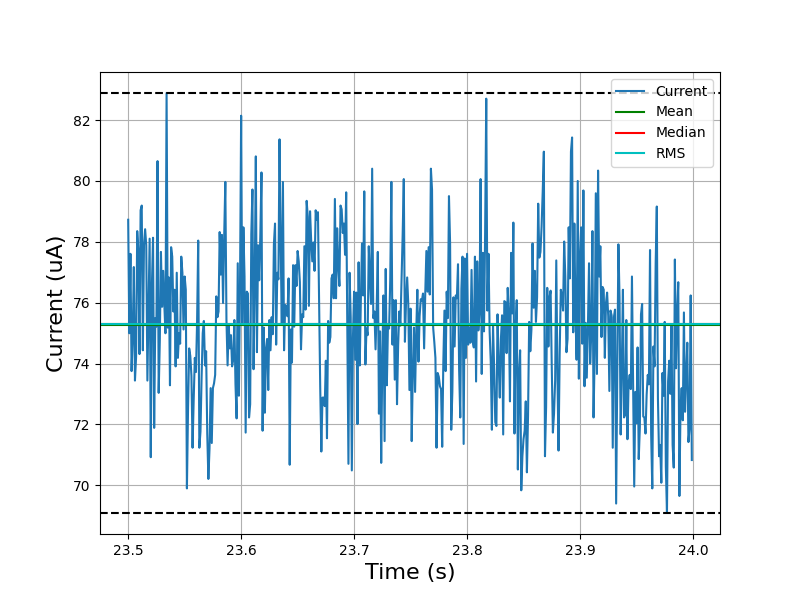 Current
Mean
Median
RMS
82
80
78
76
74
72
70
Current (uA)
23.5 23.6 23.7 23.8 23.9 24.0
Time (s)